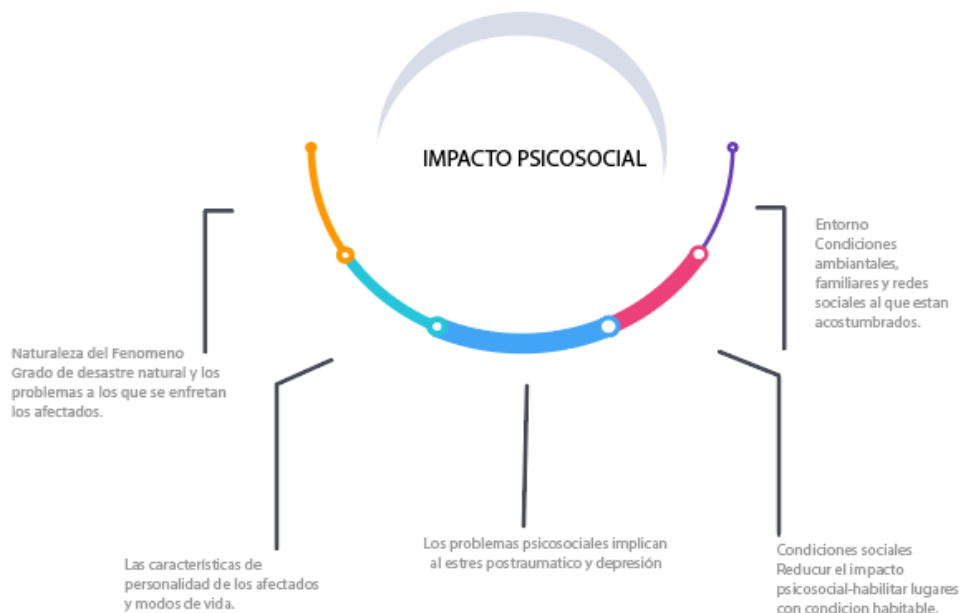 IMPACTO PSICOSOCIAL
Naturaleza del Fenomeno
Grado de desastre natural y los
problemas a los que se enfretan
los afectados.
Las características de
personalidad de los afectados
y modos de vida.
Los problemas psicosociales implican
al estres postraumatico y depresión
Condiciones sociales
Reducur el impacto
psicosocial-habilitar lugares
con condicion habitable.
Entorno
Condiciones
ambiantales,
familiares y redes
sociales al que estan
acostumbrados.